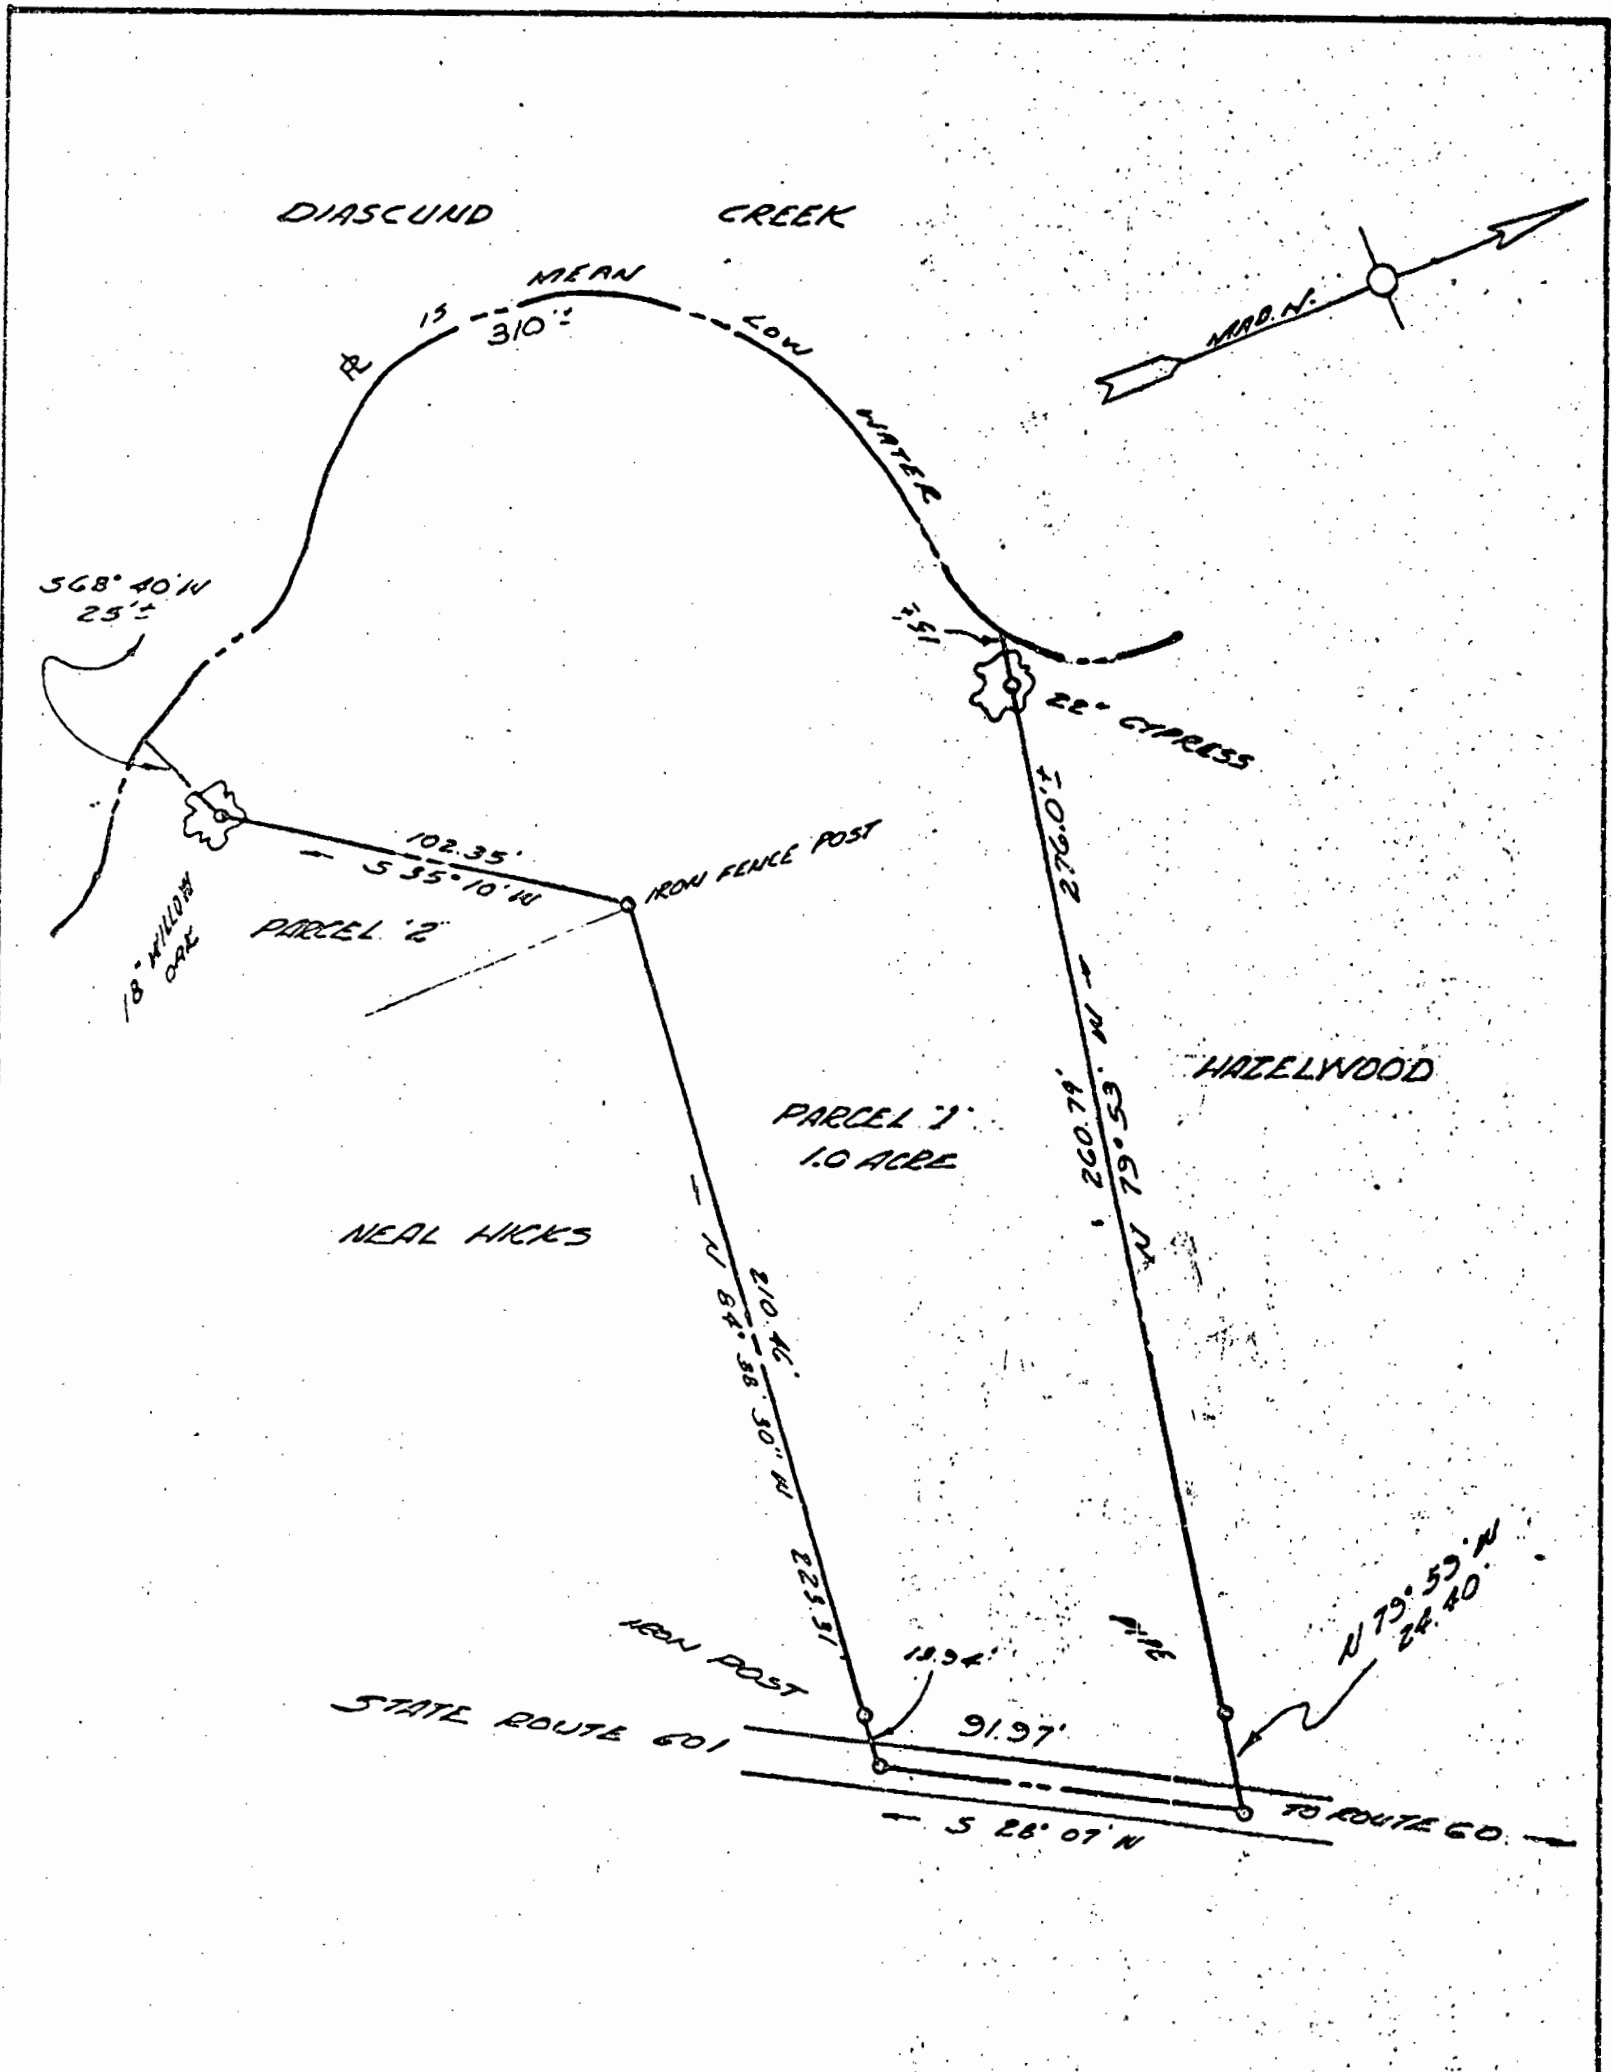 DIASCUND CREEK
MAG. N.
MEAN
LOW
WATER
IS
310'±
S 68° 40' W
25'±
15'±
22" CYPRESS
276.0'±
102.35'
S 35° 10' W
IRON FENCE POST
18" WILLOW
OAK
PARCEL "2"
HAZELWOOD
N 79° 53' W
260.79'
PARCEL "1"
1.0 ACRE
NEAL HICKS
210.46'
N 84° 38' 30" W
223.31'
IRON POST
PIPE
N 79° 53' W
24.40'
91.97'
STATE ROUTE 601
TO ROUTE 60
S 28° 07' W